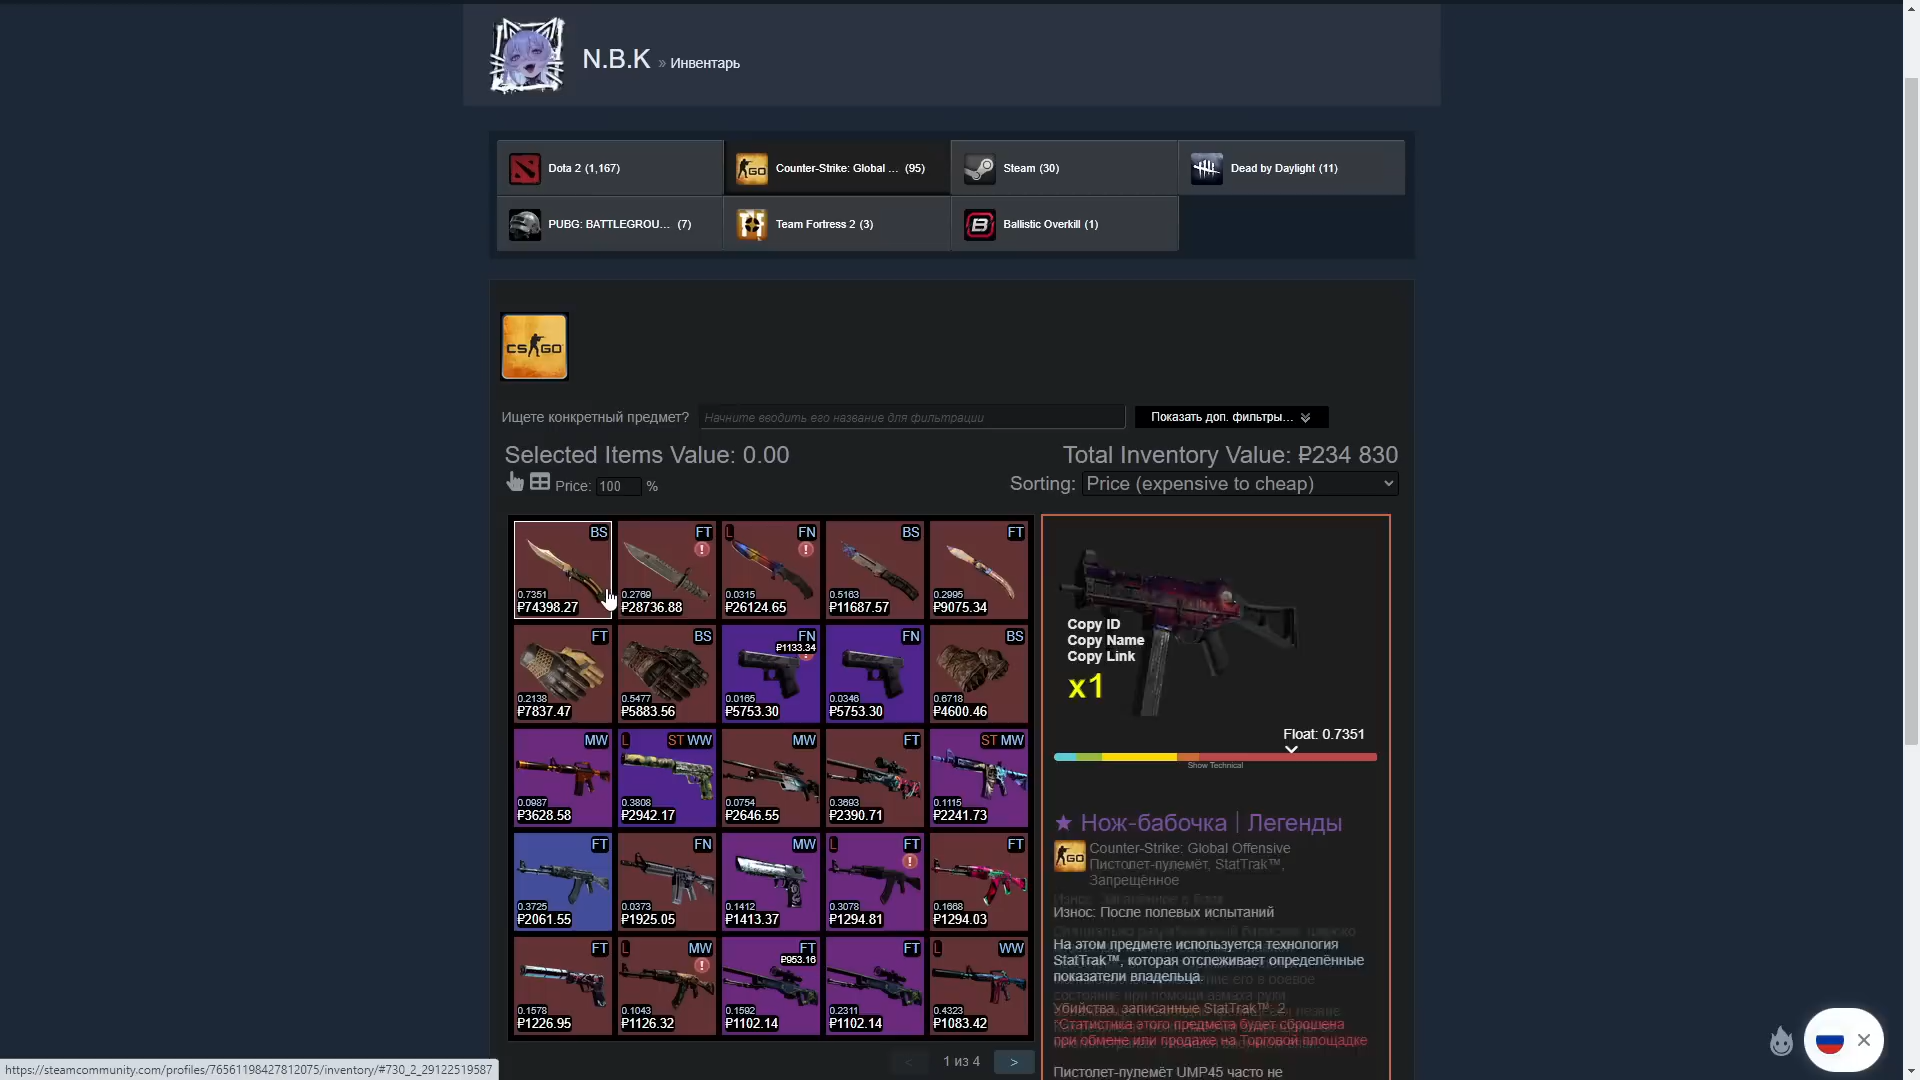 N.B.K » Инвентарь
Dota 2 (1,167)
Counter-Strike: Global ... (95)
Steam (30)
Dead by Daylight (11)
PUBG: BATTLEGROU... (7)
Team Fortress 2 (3)
Ballistic Overkill (1)
CS GO
Ищете конкретный предмет?
Начните вводить его название для фильтрации
Показать доп. фильтры...
Selected Items Value: 0.00
Total Inventory Value: ₽234 830
Price: 100 %
Sorting: Price (expensive to cheap)
BS
0.7351
₽74398.27
FT
0.2769
₽28736.88
L FN
0.0315
₽26124.65
BS
0.5163
₽11687.57
FT
0.2995
₽9075.34
FT
0.2138
₽7837.47
BS
0.5477
₽5883.56
FN
₽1133.34
0.0165
₽5753.30
FN
0.0346
₽5753.30
BS
0.6718
₽4600.46
MW
0.0987
₽3628.58
L ST WW
0.3808
₽2942.17
MW
0.0754
₽2646.55
FT
0.3693
₽2390.71
ST MW
0.1115
₽2241.73
FT
0.3725
₽2061.55
FN
0.0373
₽1925.05
MW
0.1412
₽1413.37
L FT
0.3078
₽1294.81
FT
0.1668
₽1294.03
FT
0.1578
₽1226.95
L MW
0.1043
₽1126.32
FT
₽953.16
0.1592
₽1102.14
FT
0.2311
₽1102.14
L WW
0.4323
₽1083.42
< 1 из 4 >
Copy ID
Copy Name
Copy Link
x1
Float: 0.7351
Show Technical
★ Нож-бабочка | Легенды
GO
Counter-Strike: Global Offensive
Пистолет-пулемёт, StatTrak™,
Запрещённое
Износ: После полевых испытаний
На этом предмете используется технология
StatTrak™, которая отслеживает определённые
показатели владельца.
Убийства, записанные StatTrak™: 2
*Статистика этого предмета будет сброшена
при обмене или продаже на Торговой площадке
Пистолет-пулемёт UMP45 часто не
https://steamcommunity.com/profiles/76561198427812075/inventory/#730_2_29122519587